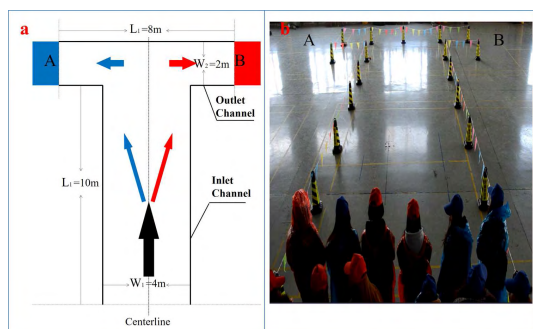 a
L₁=8m
A
B
W₂=2m
Outlet
Channel
L₁=10m
Inlet
Channel
W₁=4m
Centerline
B
A
B